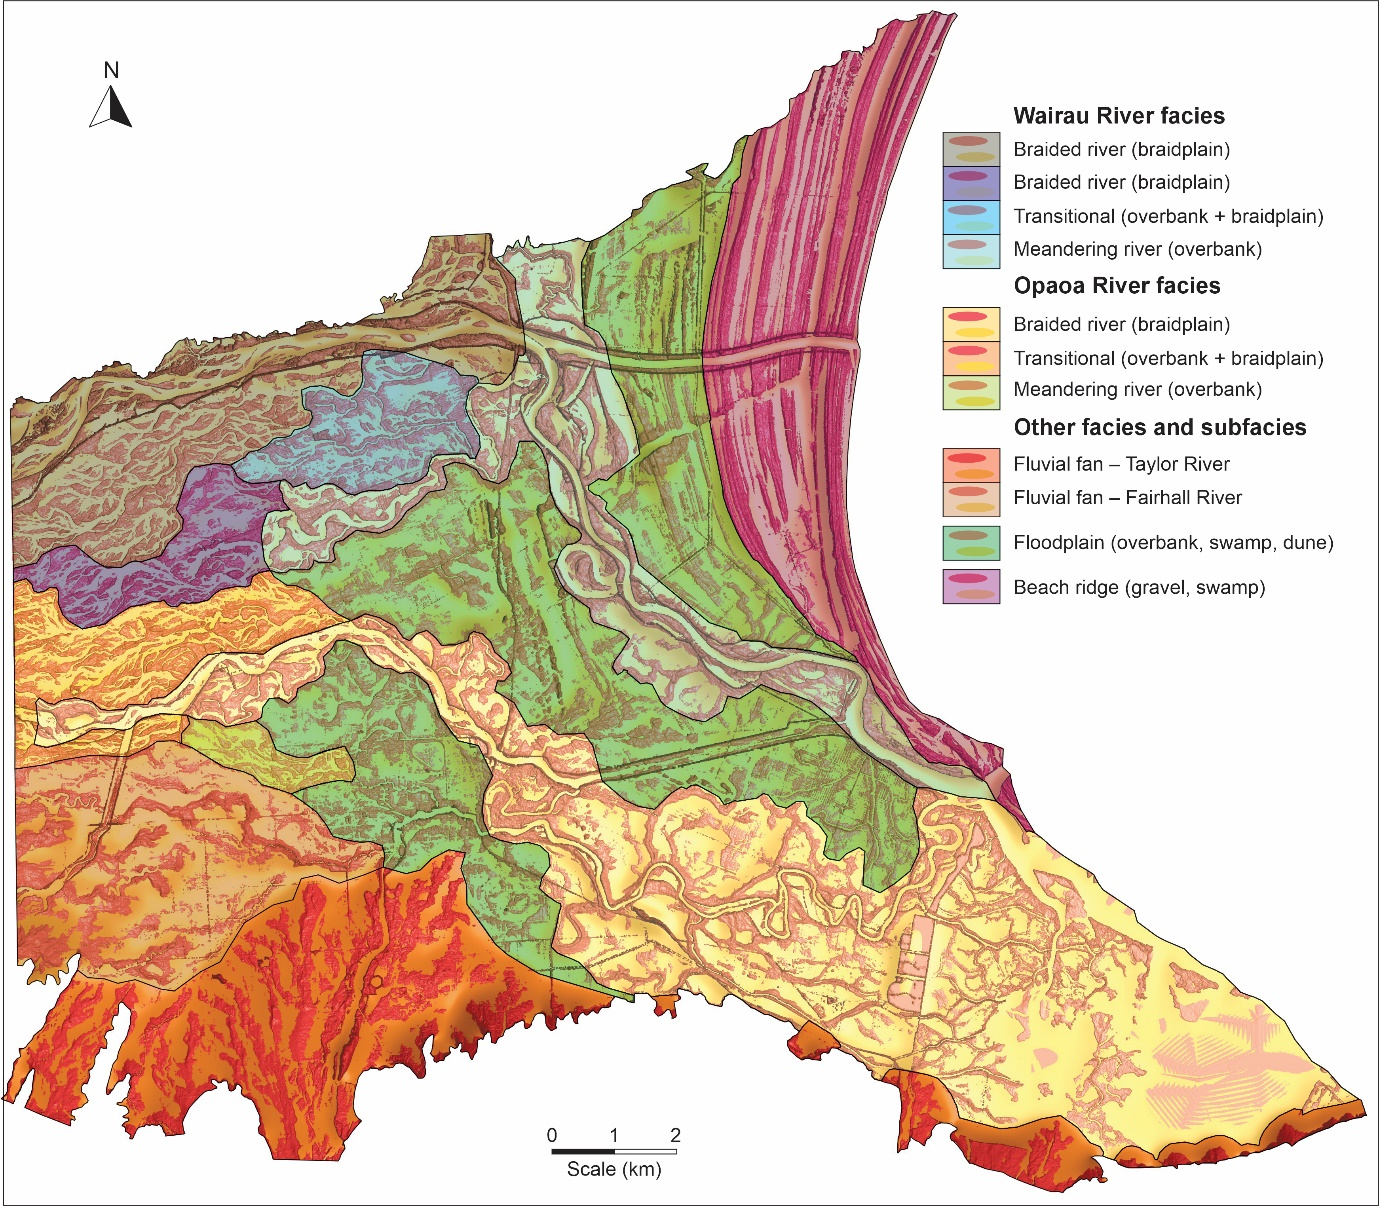 N
Wairau River facies
Braided river (braidplain)
Braided river (braidplain)
Transitional (overbank + braidplain)
Meandering river (overbank)
Opaoa River facies
Braided river (braidplain)
Transitional (overbank + braidplain)
Meandering river (overbank)
Other facies and subfacies
Fluvial fan – Taylor River
Fluvial fan – Fairhall River
Floodplain (overbank, swamp, dune)
Beach ridge (gravel, swamp)
0 1 2
Scale (km)